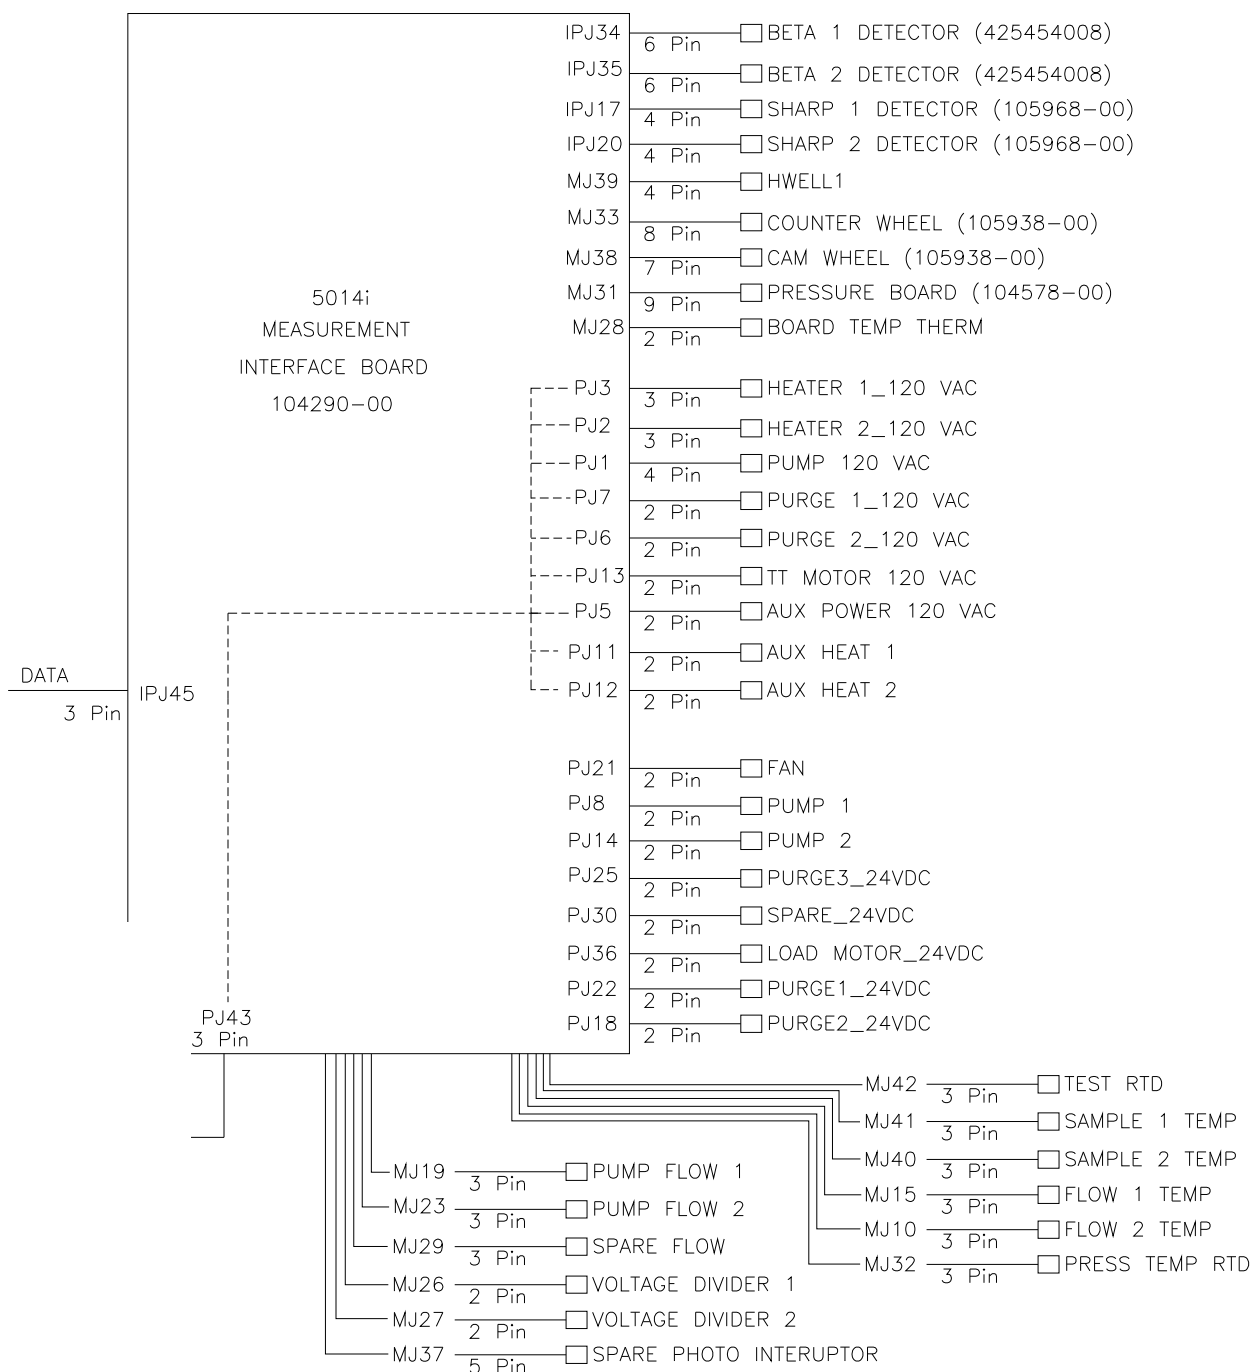 IPJ34 6 Pin BETA 1 DETECTOR (425454008)
IPJ35 6 Pin BETA 2 DETECTOR (425454008)
IPJ17 4 Pin SHARP 1 DETECTOR (105968-00)
IPJ20 4 Pin SHARP 2 DETECTOR (105968-00)
MJ39 4 Pin HWELL1
MJ33 8 Pin COUNTER WHEEL (105938-00)
MJ38 7 Pin CAM WHEEL (105938-00)
MJ31 9 Pin PRESSURE BOARD (104578-00)
MJ28 2 Pin BOARD TEMP THERM
5014i
MEASUREMENT
INTERFACE BOARD
104290-00
PJ3 3 Pin HEATER 1_120 VAC
PJ2 3 Pin HEATER 2_120 VAC
PJ1 4 Pin PUMP 120 VAC
PJ7 2 Pin PURGE 1_120 VAC
PJ6 2 Pin PURGE 2_120 VAC
PJ13 2 Pin TT MOTOR 120 VAC
PJ5 2 Pin AUX POWER 120 VAC
PJ11 2 Pin AUX HEAT 1
PJ12 2 Pin AUX HEAT 2
DATA
3 Pin IPJ45
PJ21 2 Pin FAN
PJ8 2 Pin PUMP 1
PJ14 2 Pin PUMP 2
PJ25 2 Pin PURGE3_24VDC
PJ30 2 Pin SPARE_24VDC
PJ36 2 Pin LOAD MOTOR_24VDC
PJ22 2 Pin PURGE1_24VDC
PJ18 2 Pin PURGE2_24VDC
PJ43
3 Pin
MJ42 3 Pin TEST RTD
MJ41 3 Pin SAMPLE 1 TEMP
MJ40 3 Pin SAMPLE 2 TEMP
MJ15 3 Pin FLOW 1 TEMP
MJ10 3 Pin FLOW 2 TEMP
MJ32 3 Pin PRESS TEMP RTD
MJ19 3 Pin PUMP FLOW 1
MJ23 3 Pin PUMP FLOW 2
MJ29 3 Pin SPARE FLOW
MJ26 2 Pin VOLTAGE DIVIDER 1
MJ27 2 Pin VOLTAGE DIVIDER 2
MJ37 5 Pin SPARE PHOTO INTERUPTOR